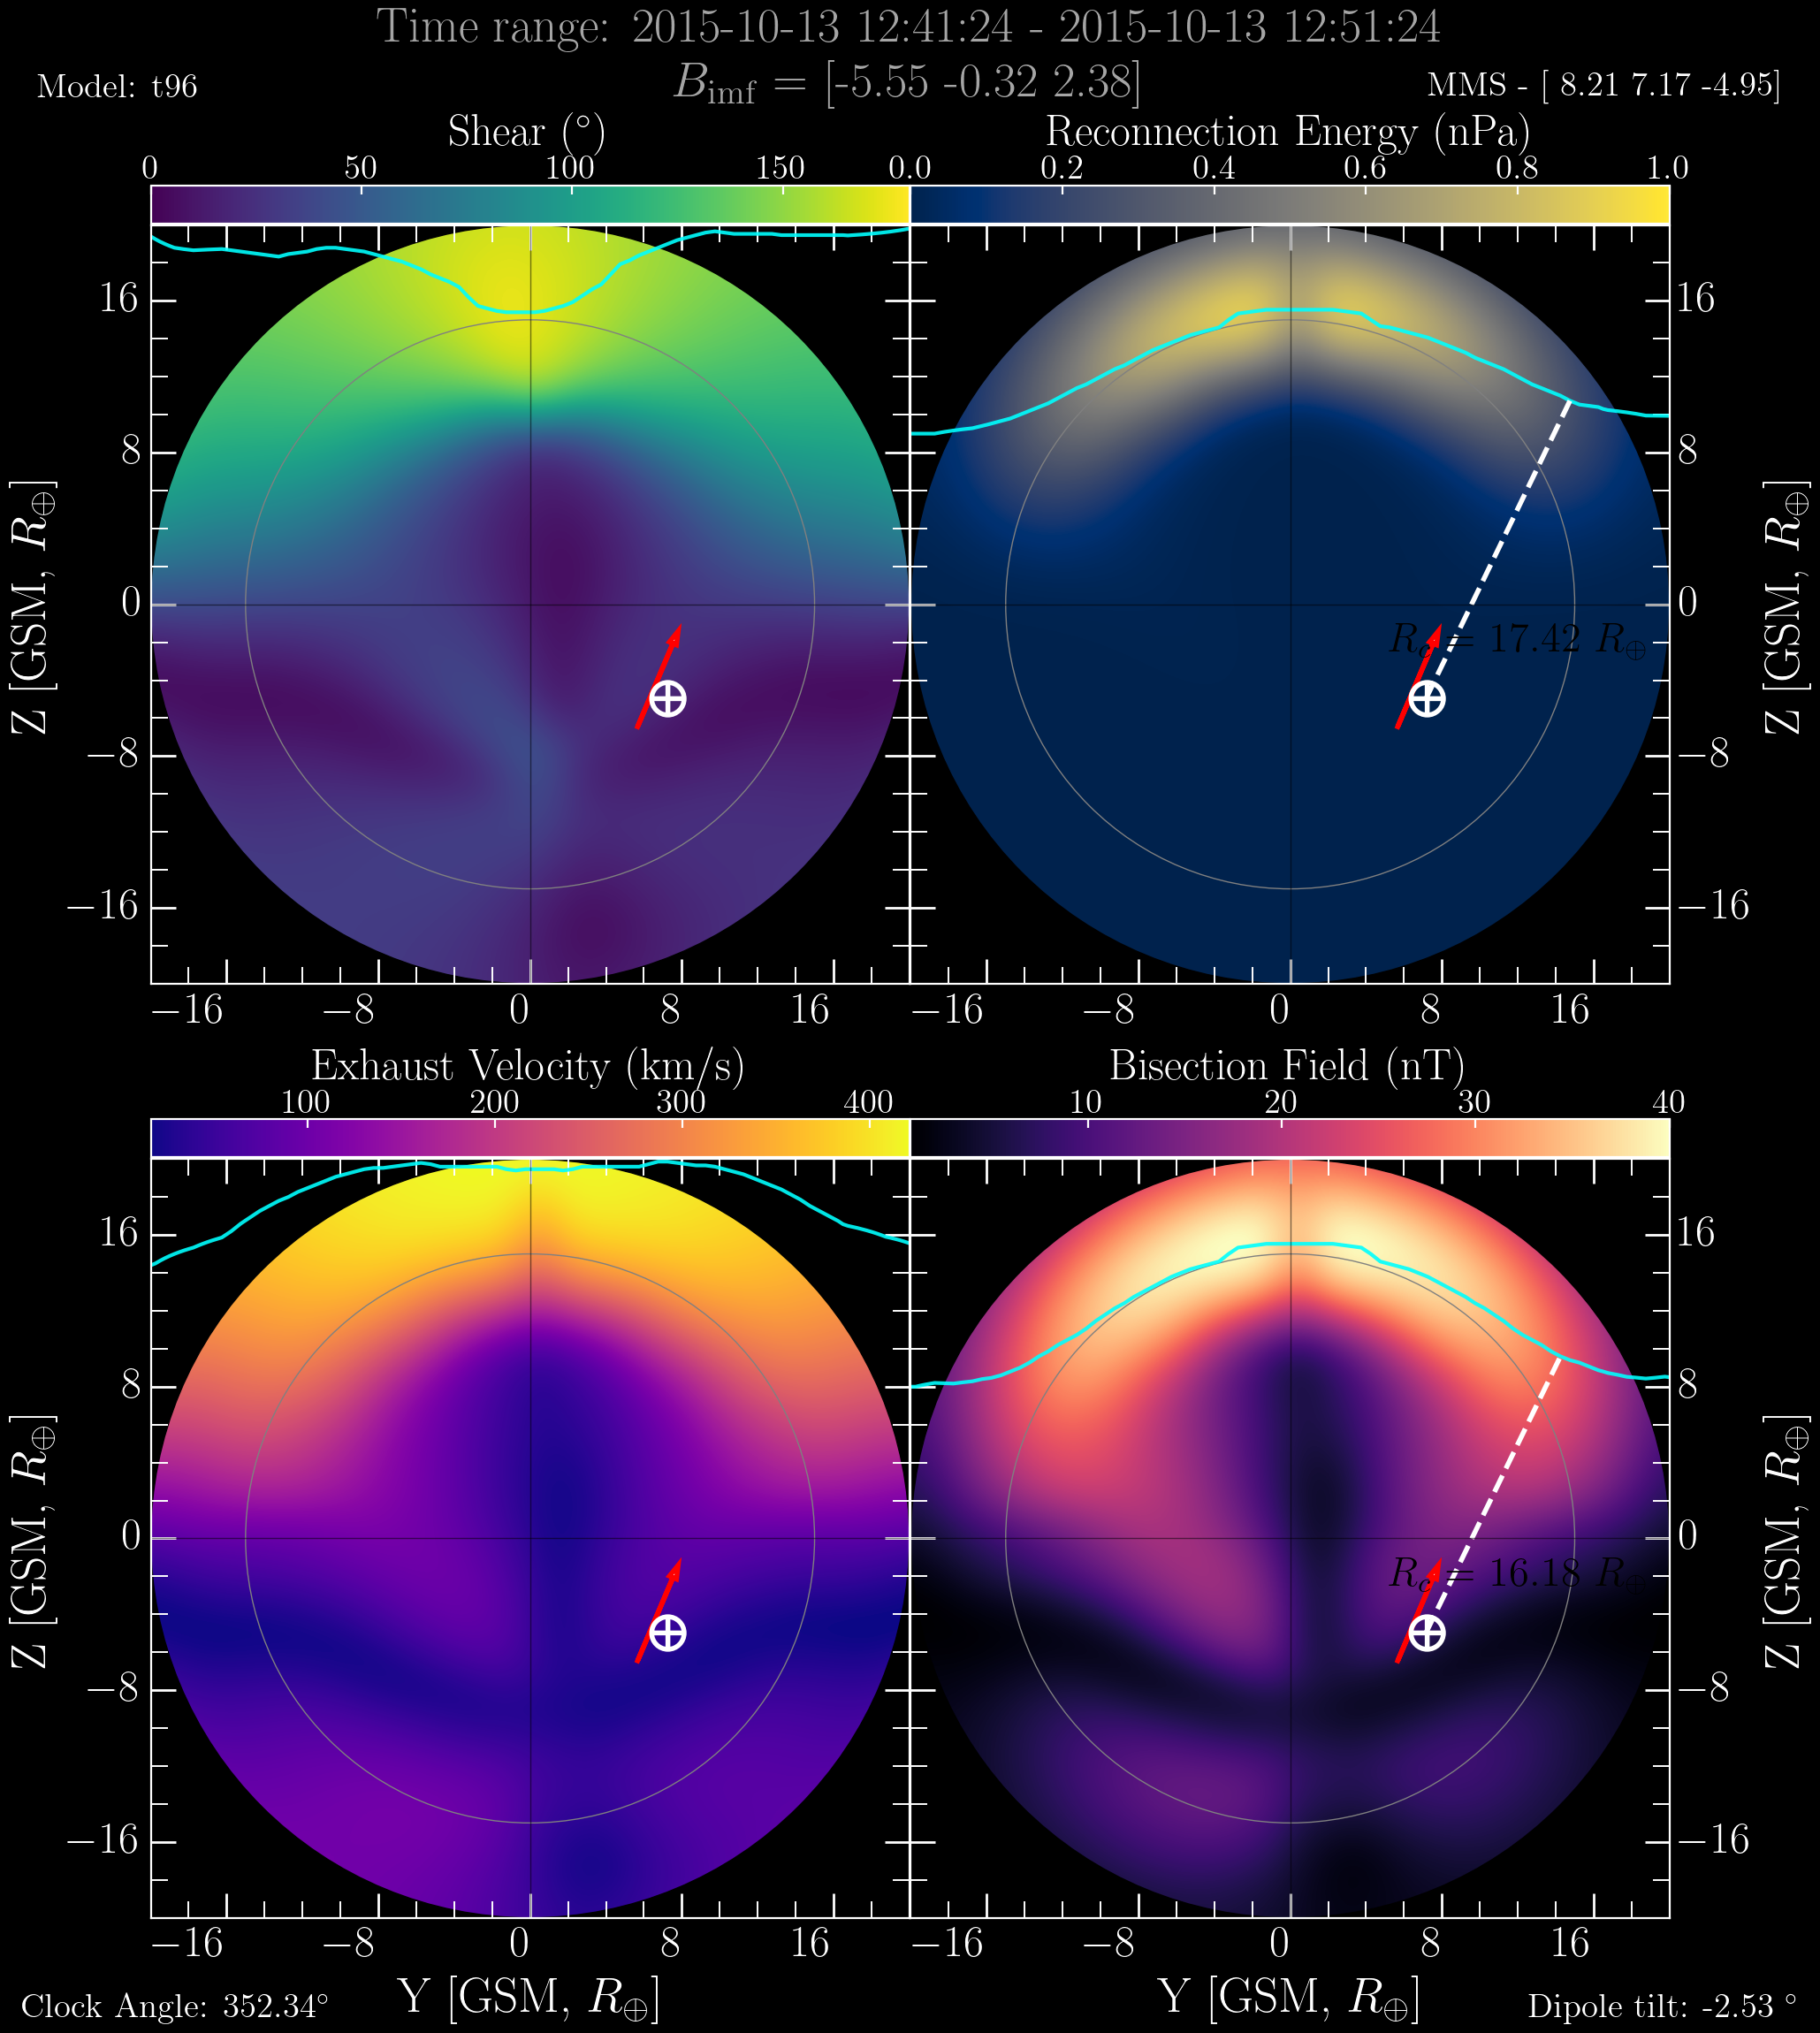 Time range: 2015-10-13 12:41:24 - 2015-10-13 12:51:24
Model: t96
B_imf = [-5.55 -0.32 2.38]
MMS - [ 8.21 7.17 -4.95]
Shear (°)
Reconnection Energy (nPa)
0 50 100 150
0.0 0.2 0.4 0.6 0.8 1.0
16 16
8 8
0 0
−8 −8
−16 −16
Z [GSM, R⊕]
Z [GSM, R⊕]
R_c = 17.42 R⊕
−16 −8 0 8 16
−16 −8 0 8 16
Exhaust Velocity (km/s)
Bisection Field (nT)
100 200 300 400
10 20 30 40
16 16
8 8
0 0
−8 −8
−16 −16
Z [GSM, R⊕]
Z [GSM, R⊕]
R_c = 16.18 R⊕
−16 −8 0 8 16
−16 −8 0 8 16
Y [GSM, R⊕]
Y [GSM, R⊕]
Clock Angle: 352.34°
Dipole tilt: -2.53 °